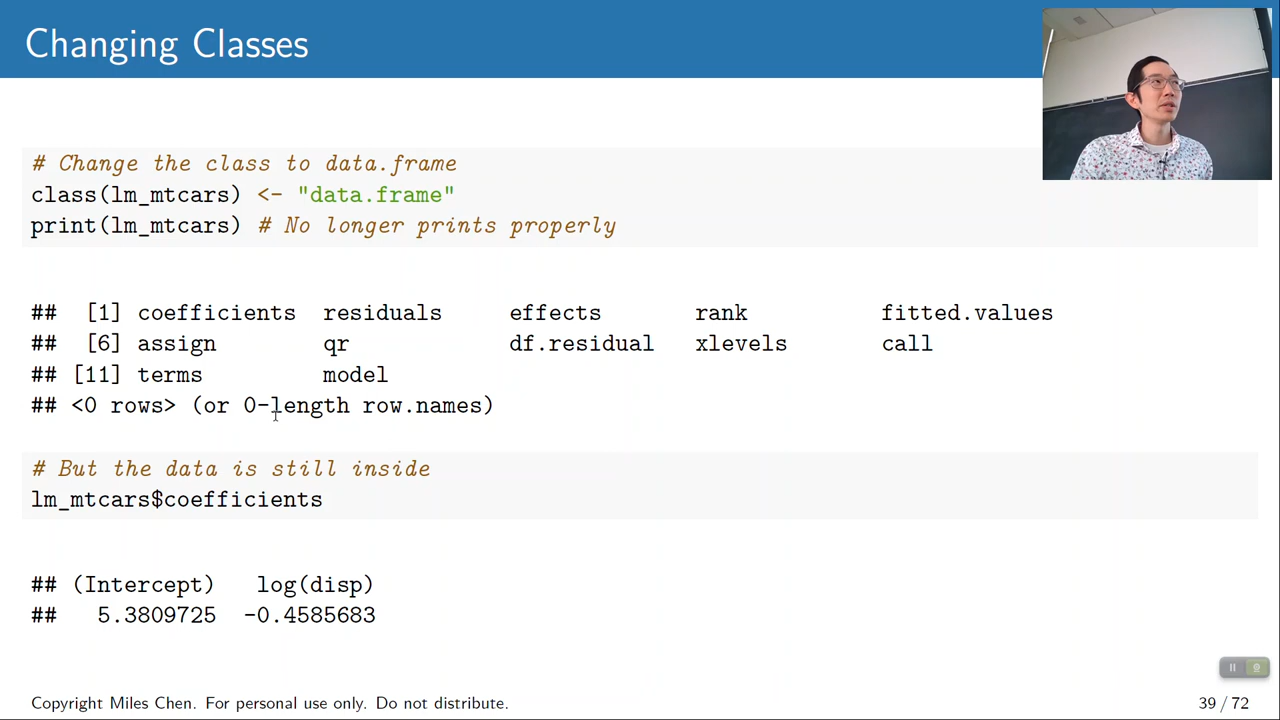 Changing Classes
# Change the class to data.frame
class(lm_mtcars) <- "data.frame"
print(lm_mtcars) # No longer prints properly
##  [1] coefficients  residuals     effects       rank          fitted.values
##  [6] assign        qr            df.residual   xlevels       call
## [11] terms         model
## <0 rows> (or 0-length row.names)
# But the data is still inside
lm_mtcars$coefficients
## (Intercept)   log(disp)
##   5.3809725  -0.4585683
Copyright Miles Chen. For personal use only. Do not distribute.
39 / 72